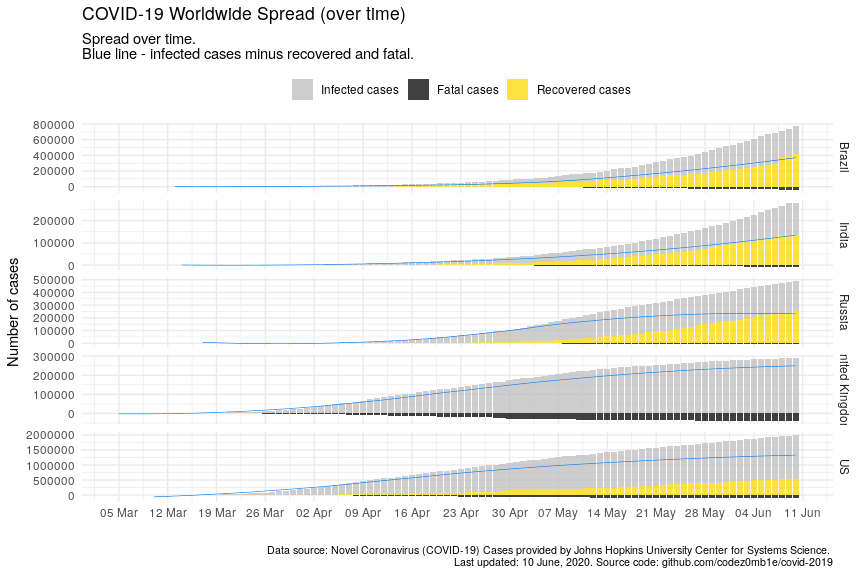 COVID-19 Worldwide Spread (over time)
Spread over time.
Blue line - infected cases minus recovered and fatal.
Infected cases Fatal cases Recovered cases
Number of cases
800000
600000
400000
200000
0
Brazil
200000
100000
0
India
500000
400000
300000
200000
100000
0
Russia
300000
200000
100000
0
nited Kingdor
2000000
1500000
1000000
500000
0
US
05 Mar 12 Mar 19 Mar 26 Mar 02 Apr 09 Apr 16 Apr 23 Apr 30 Apr 07 May 14 May 21 May 28 May 04 Jun 11 Jun
Data source: Novel Coronavirus (COVID-19) Cases provided by Johns Hopkins University Center for Systems Science.
Last updated: 10 June, 2020. Source code: github.com/codez0mb1e/covid-2019